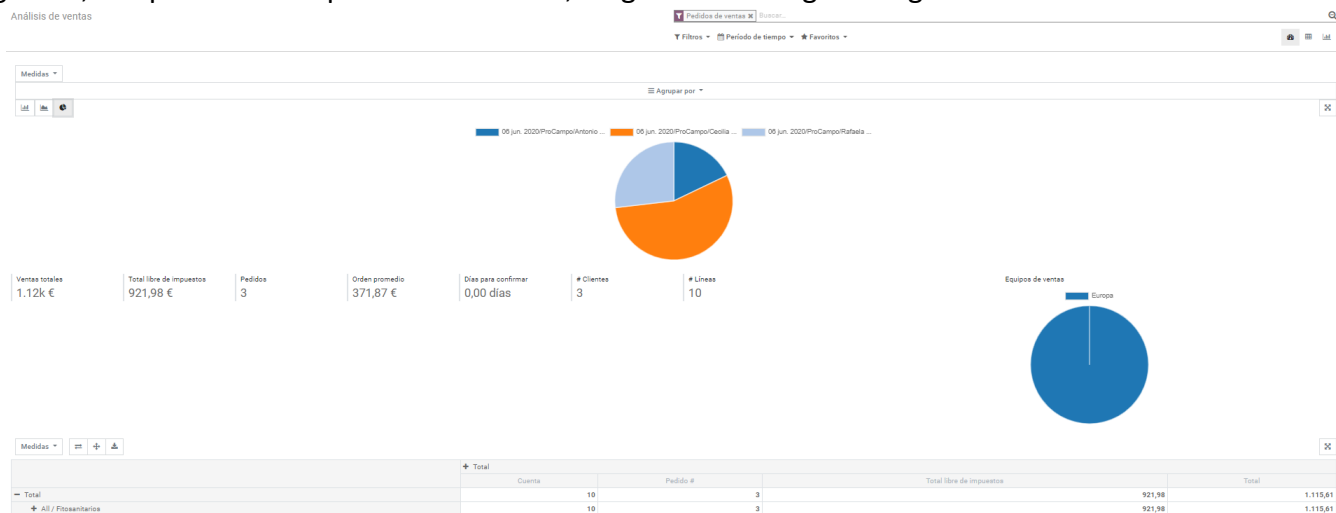 Análisis de ventas
Pedidos de ventas ✖ Buscar...
Filtros Período de tiempo Favoritos
Medidas
Agrupar por
06 jun. 2020/ProCampo/Antonio ... 06 jun. 2020/ProCampo/Cecilia ... 06 jun. 2020/ProCampo/Rafaela ...
Ventas totales Total libre de impuestos Pedidos Orden promedio Días para confirmar # Clientes # Líneas Equipos de ventas
1.12k € 921,98 € 3 371,87 € 0,00 días 3 10
Europa
Medidas
+ Total
Cuenta Pedido # Total libre de impuestos Total
− Total 10 3 921,98 1.115,61
+ All / Fitosanitarios 10 3 921,98 1.115,61